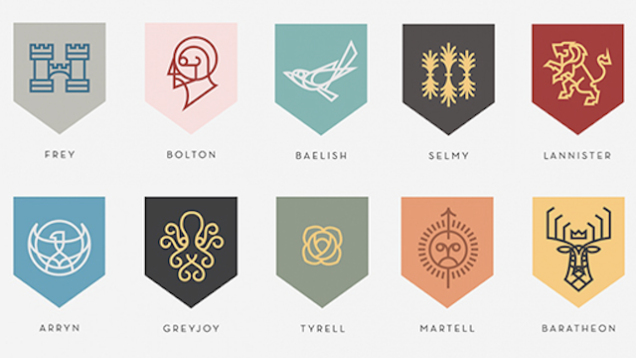 FREY
BOLTON
BAELISH
SELMY
LANNISTER
ARRYN
GREYJOY
TYRELL
MARTELL
BARATHEON